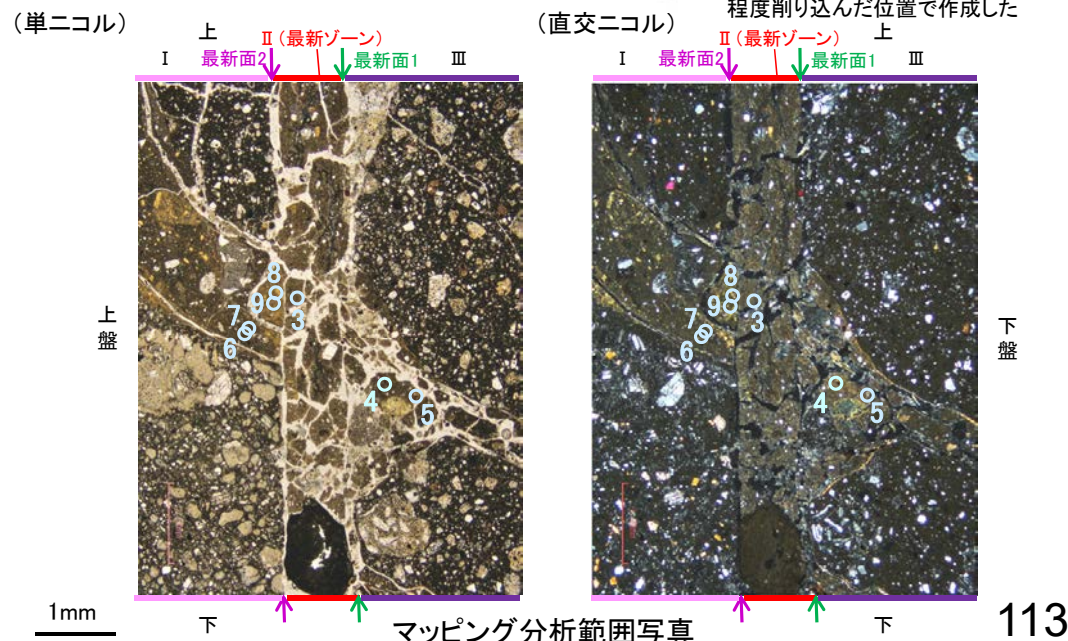 程度削り込んだ位置で作成した
(単ニコル)
上
Ⅰ
最新面2
Ⅱ(最新ゾーン)
最新面1
Ⅲ
上盤
8
9
3
7
6
4
5
1mm
下
(直交ニコル)
上
Ⅰ
最新面2
Ⅱ(最新ゾーン)
最新面1
Ⅲ
8
9
3
7
6
4
5
下盤
下
マッピング分析範囲写真
113